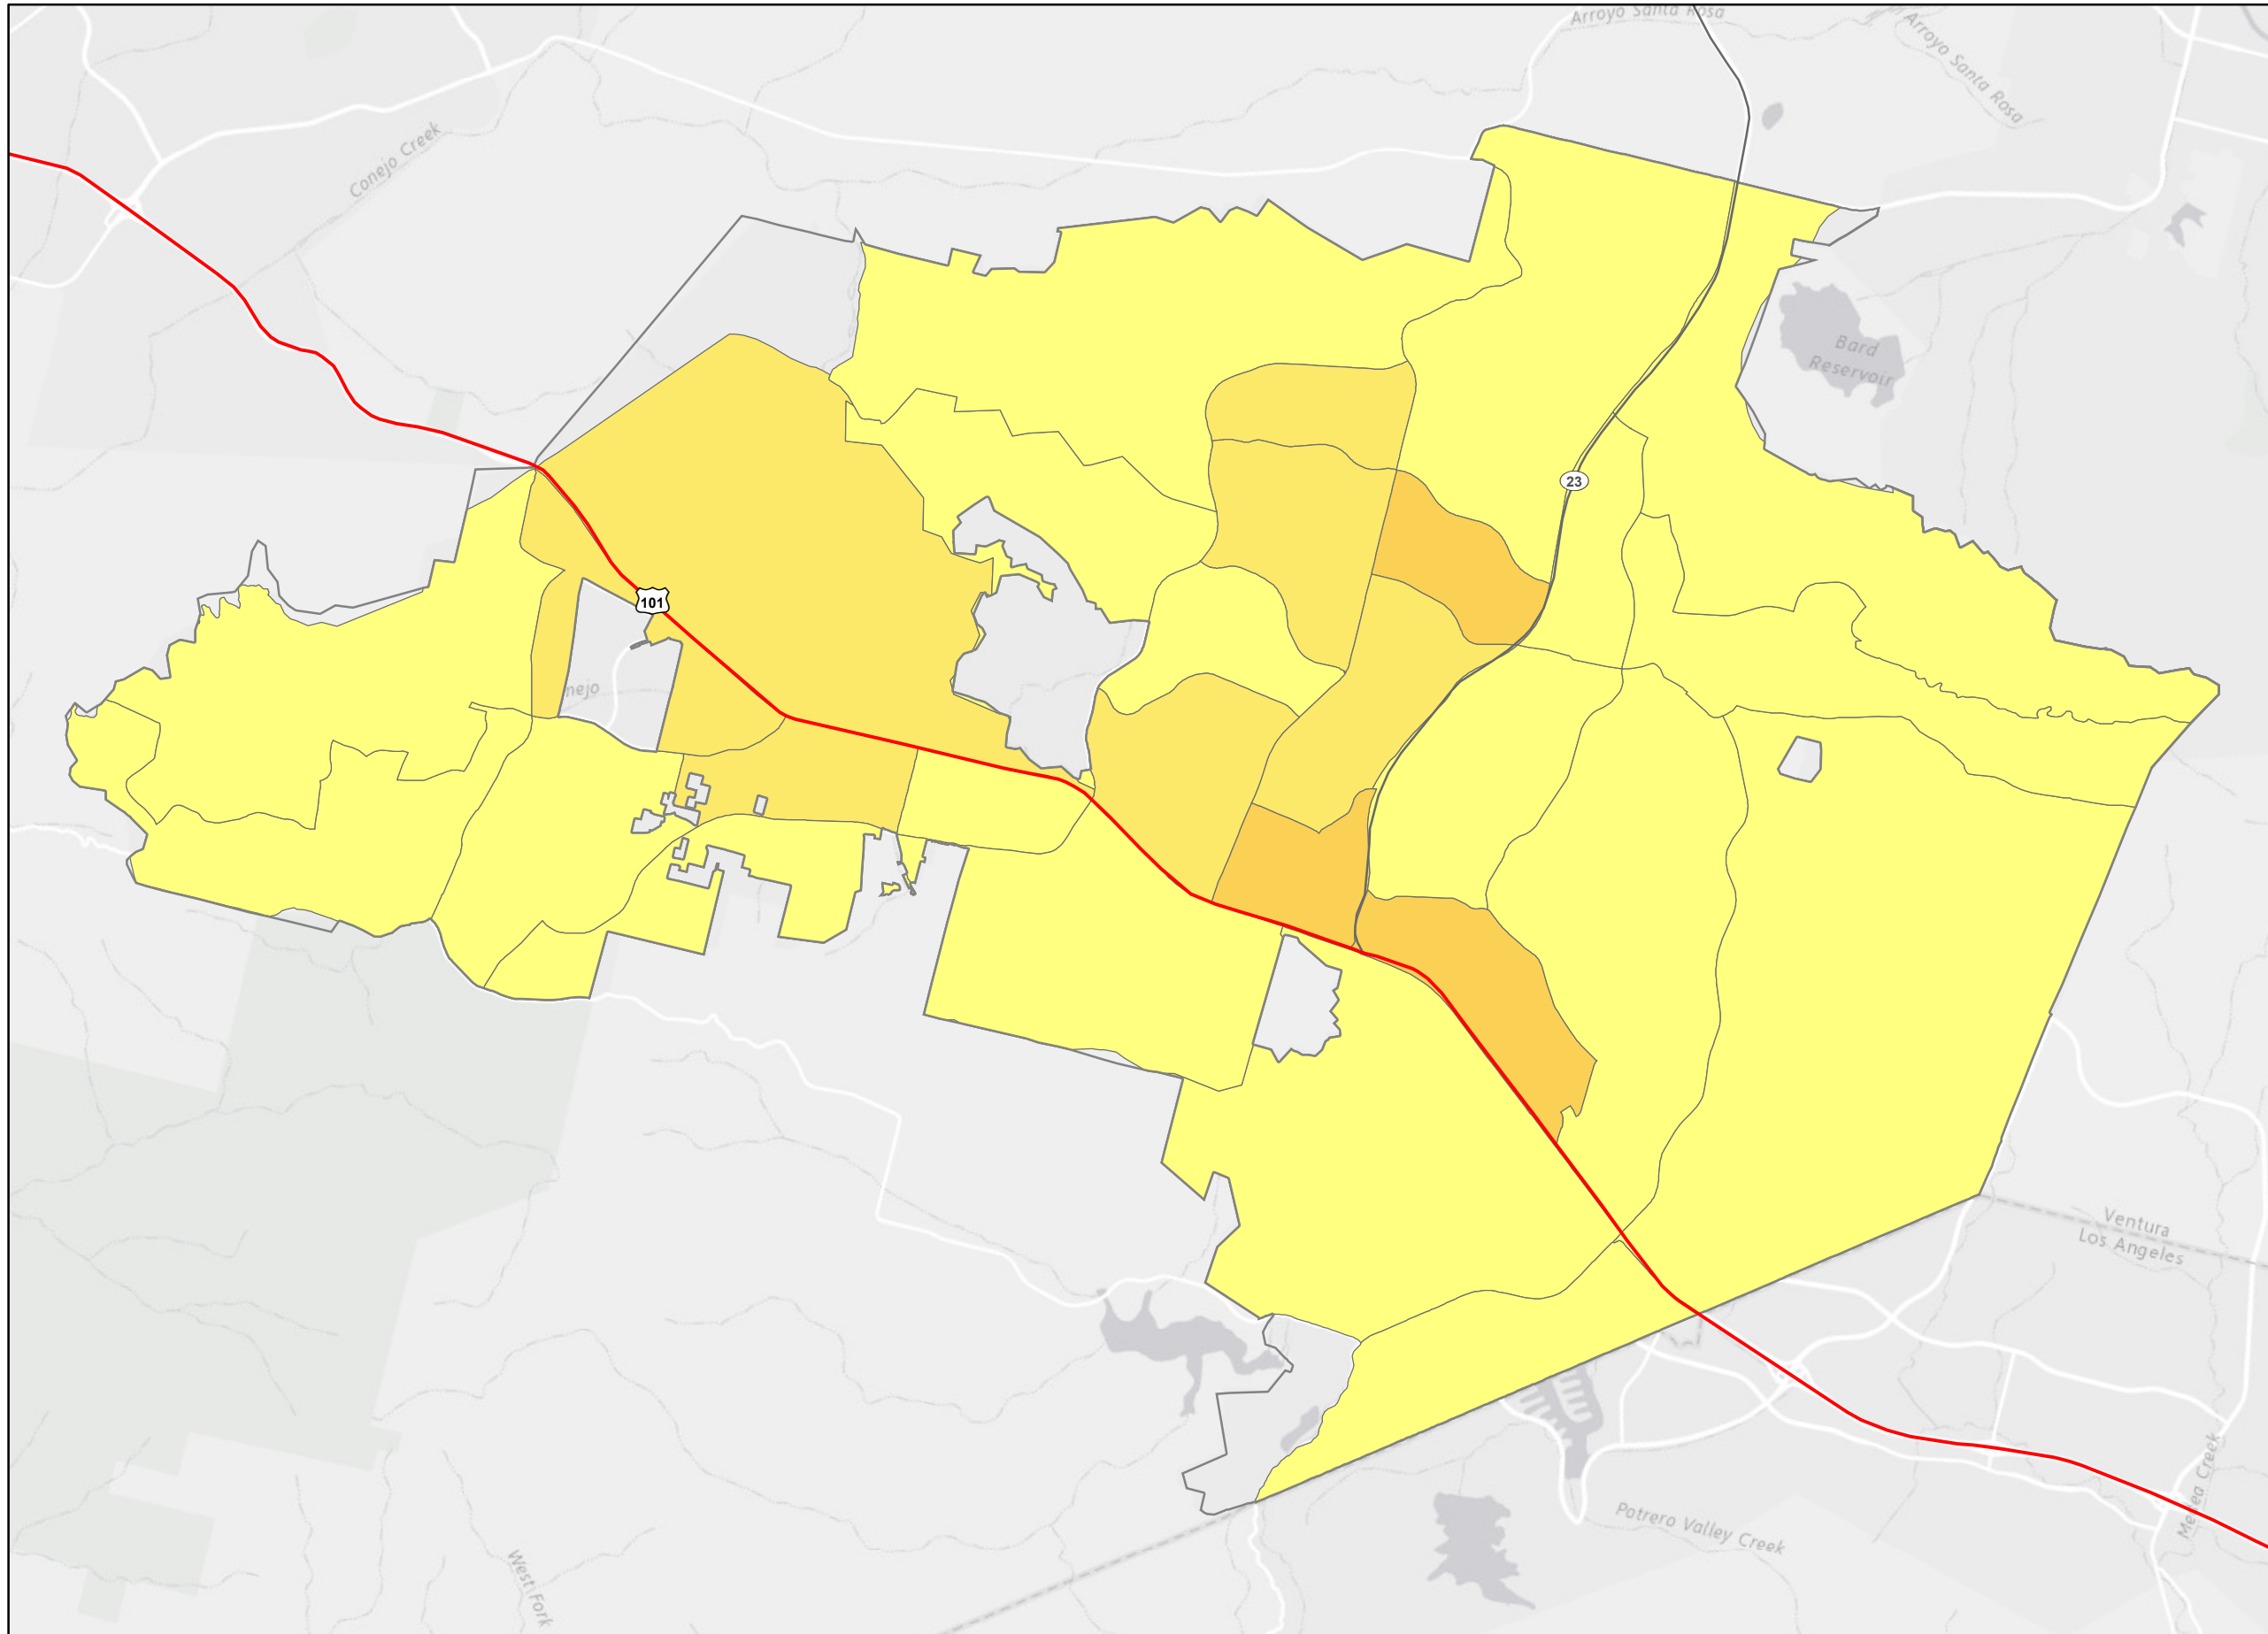 Arroyo Santa Rosa
Arroyo Santa Rosa
Conejo Creek
Bard
Reservoir
23
101
nejo
Ventura
Los Angeles
Potrero Valley Creek
Creek
West Fork